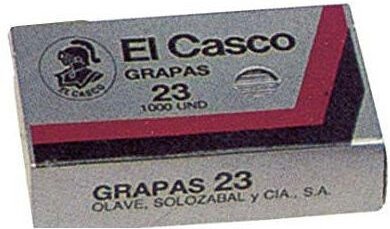 El Casco
EL CASCO
GRAPAS
23
1000 UND
GRAPAS 23
OLAVE, SOLOZABAL y CIA., S.A.